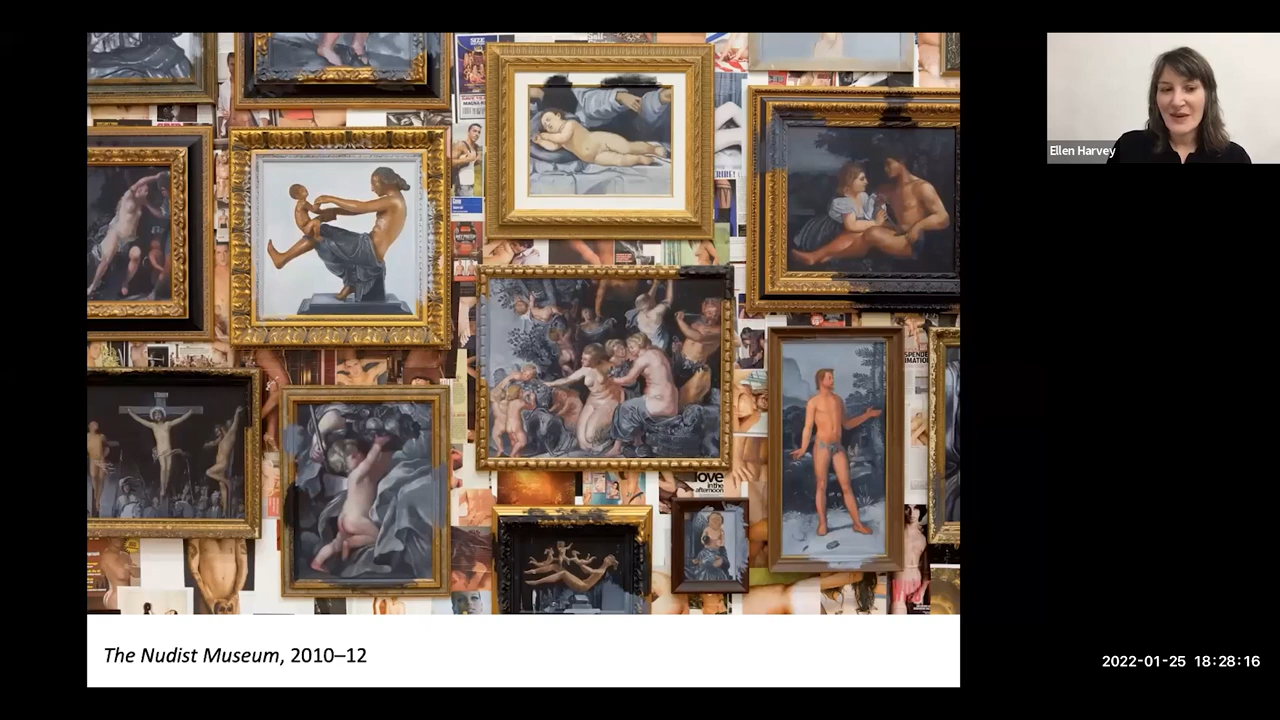 Ellen Harvey
love
in the
afternoon
The Nudist Museum, 2010–12
2022-01-25 18:28:16